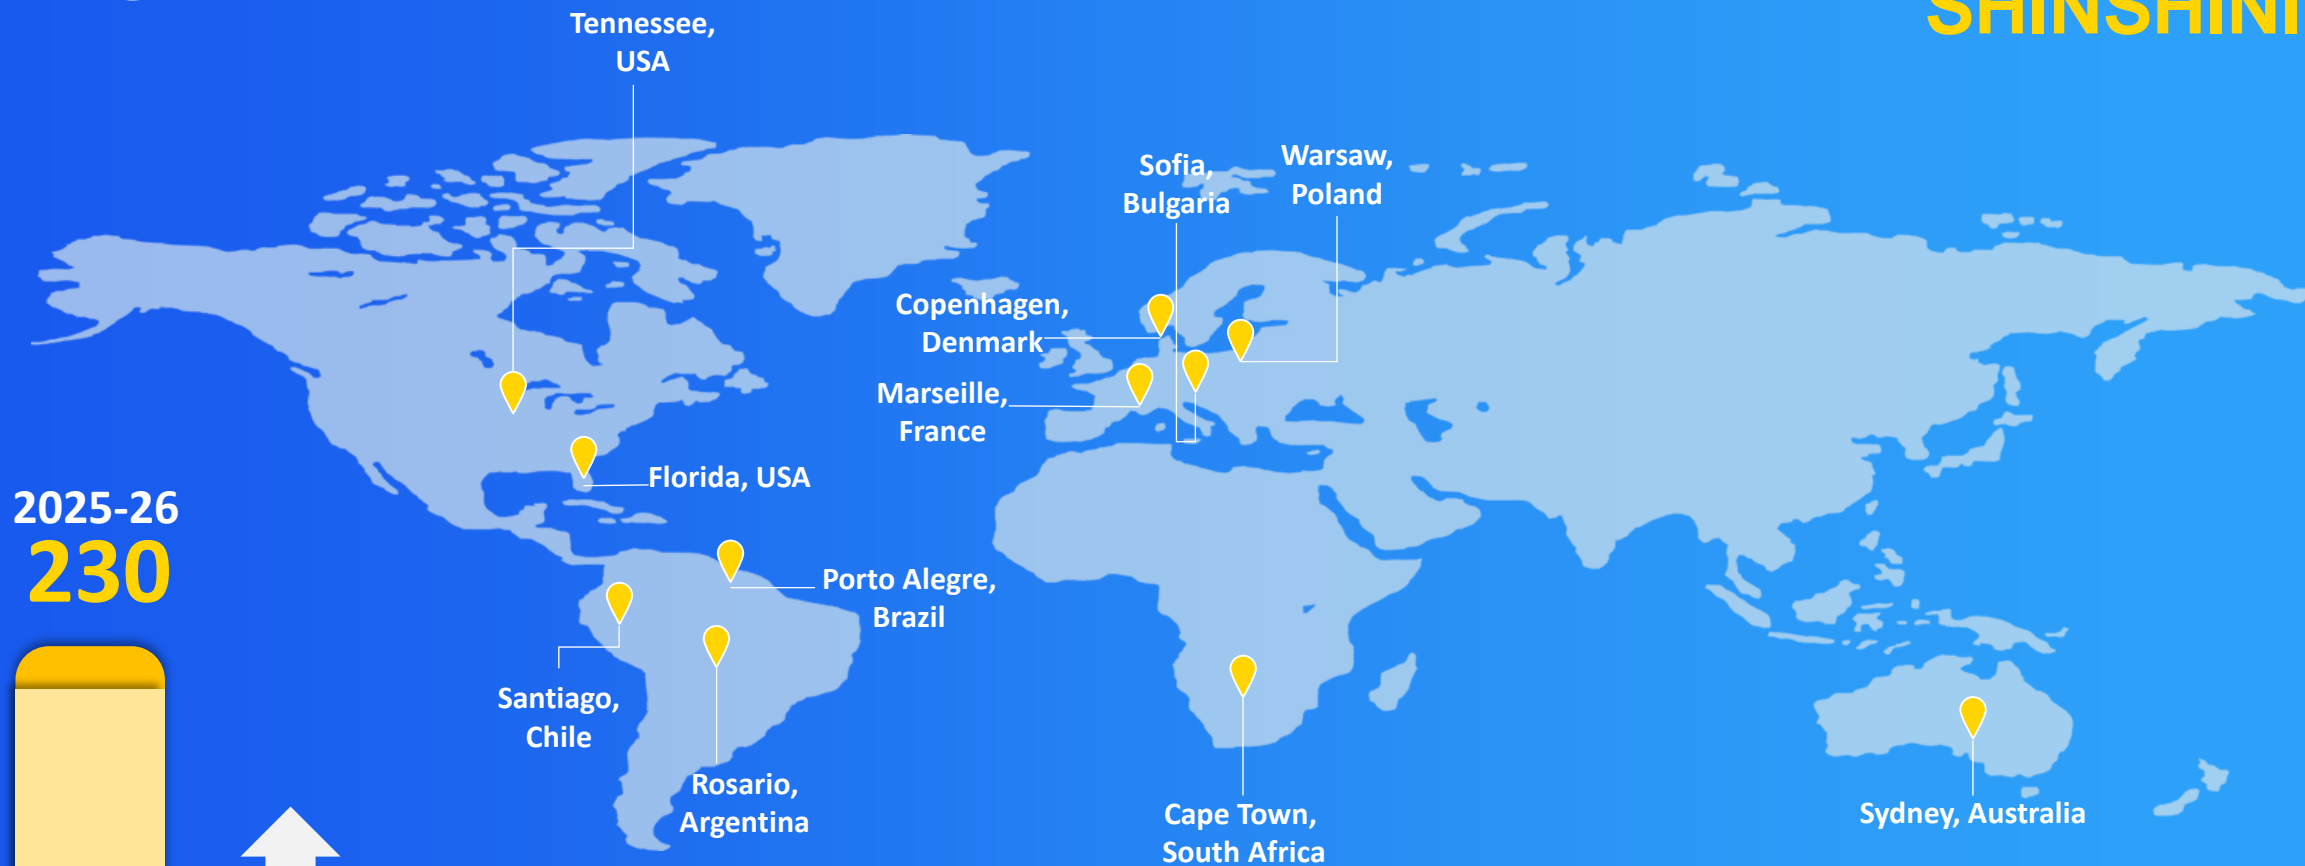 SHINSHINI
Tennessee,
USA
Sofia,
Bulgaria
Warsaw,
Poland
Copenhagen,
Denmark
Marseille,
France
Florida, USA
2025-26
230
Porto Alegre,
Brazil
Santiago,
Chile
Rosario,
Argentina
Cape Town,
South Africa
Sydney, Australia